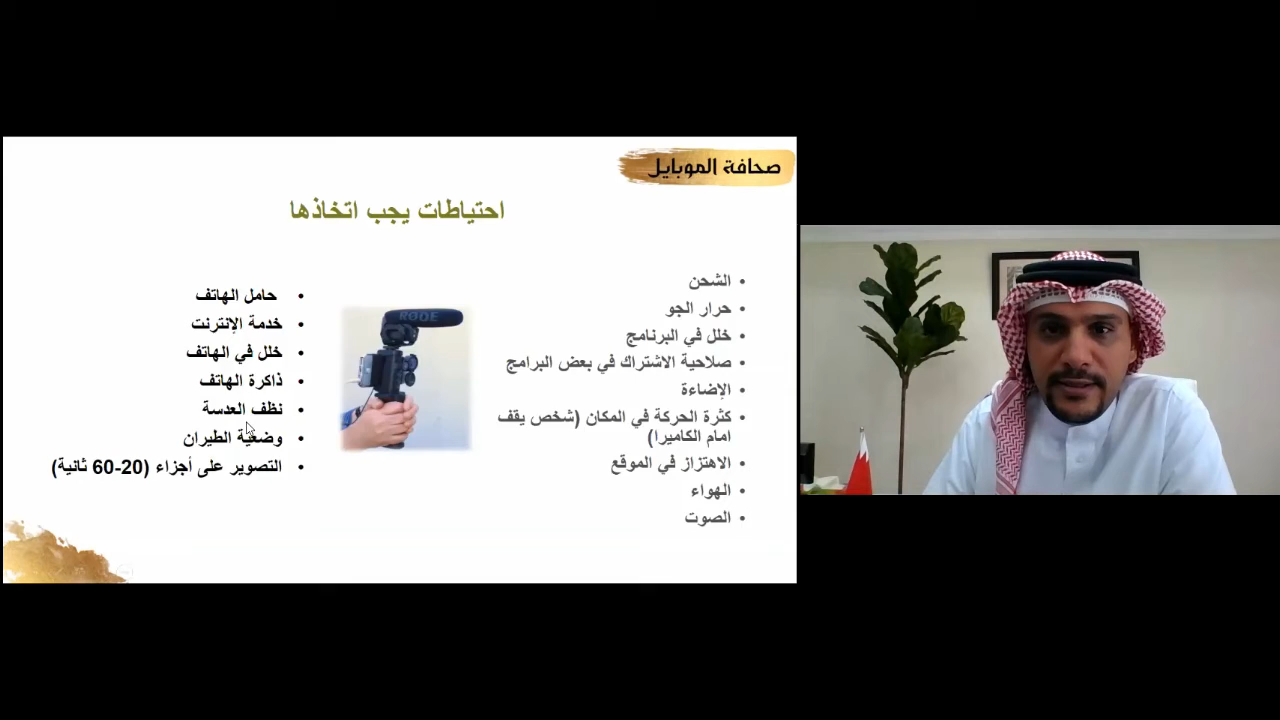 صحافة الموبايل
احتياطات يجب اتخاذها
• الشحن
• حرار الجو
• خلل في البرنامج
• صلاحية الاشتراك في بعض البرامج
• الإضاءة
• كثرة الحركة في المكان (شخص يقف
امام الكاميرا)
• الاهتزاز في الموقع
• الهواء
• الصوت
RØDE
• حامل الهاتف
• خدمة الإنترنت
• خلل في الهاتف
• ذاكرة الهاتف
• نظف العدسة
• وضعية الطيران
• التصوير على أجزاء (20-60 ثانية)